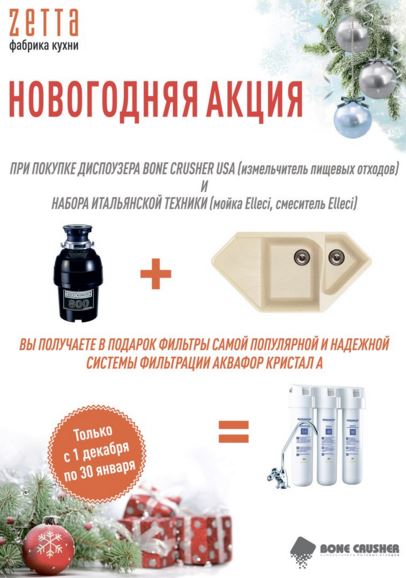 zetta
фабрика кухни
НОВОГОДНЯЯ АКЦИЯ
ПРИ ПОКУПКЕ ДИСПОУЗЕРА BONE CRUSHER USA (измельчитель пищевых отходов)
И
НАБОРА ИТАЛЬЯНСКОЙ ТЕХНИКИ (мойка Elleci, смеситель Elleci)
800
+
ВЫ ПОЛУЧАЕТЕ В ПОДАРОК ФИЛЬТРЫ САМОЙ ПОПУЛЯРНОЙ И НАДЕЖНОЙ
СИСТЕМЫ ФИЛЬТРАЦИИ АКВАФОР КРИСТАЛ А
=
Только
с 1 декабря
по 30 января
BONE CRUSHER